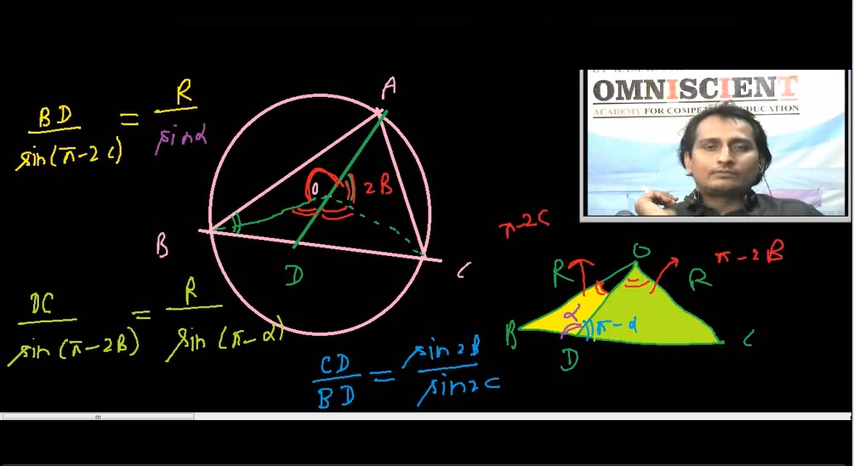 BD / sin(π-2C) = R / sinα
A
O
2B
B
D
C
DC / sin(π-2B) = R / sin(π-α)
CD / BD = sin2B / sin2C
OMNISCIENT
ACADEMY FOR COMPETITIVE EDUCATION
π-2C
O
π-2B
R
R
α
π-α
B
D
C